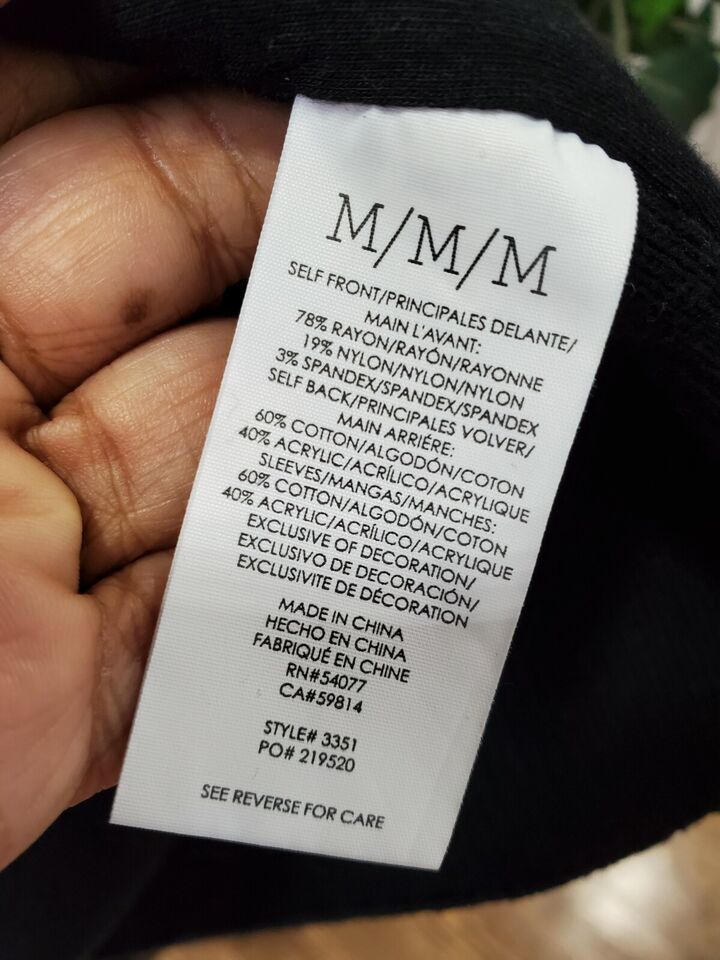 M/M/M
SELF FRONT/PRINCIPALES DELANTE/
MAIN L'AVANT:
78% RAYON/RAYÓN/RAYONNE
19% NYLON/NYLON/NYLON
3% SPANDEX/SPANDEX/SPANDEX
SELF BACK/PRINCIPALES VOLVER/
MAIN ARRIÉRE:
60% COTTON/ALGODÓN/COTON
40% ACRYLIC/ACRÍLICO/ACRYLIQUE
SLEEVES/MANGAS/MANCHES:
60% COTTON/ALGODÓN/COTON
40% ACRYLIC/ACRÍLICO/ACRYLIQUE
EXCLUSIVE OF DECORATION/
EXCLUSIVO DE DECORACIÓN/
EXCLUSIVITE DE DÉCORATION
MADE IN CHINA
HECHO EN CHINA
FABRIQUÉ EN CHINE
RN#54077
CA#59814
STYLE# 3351
PO# 219520
SEE REVERSE FOR CARE